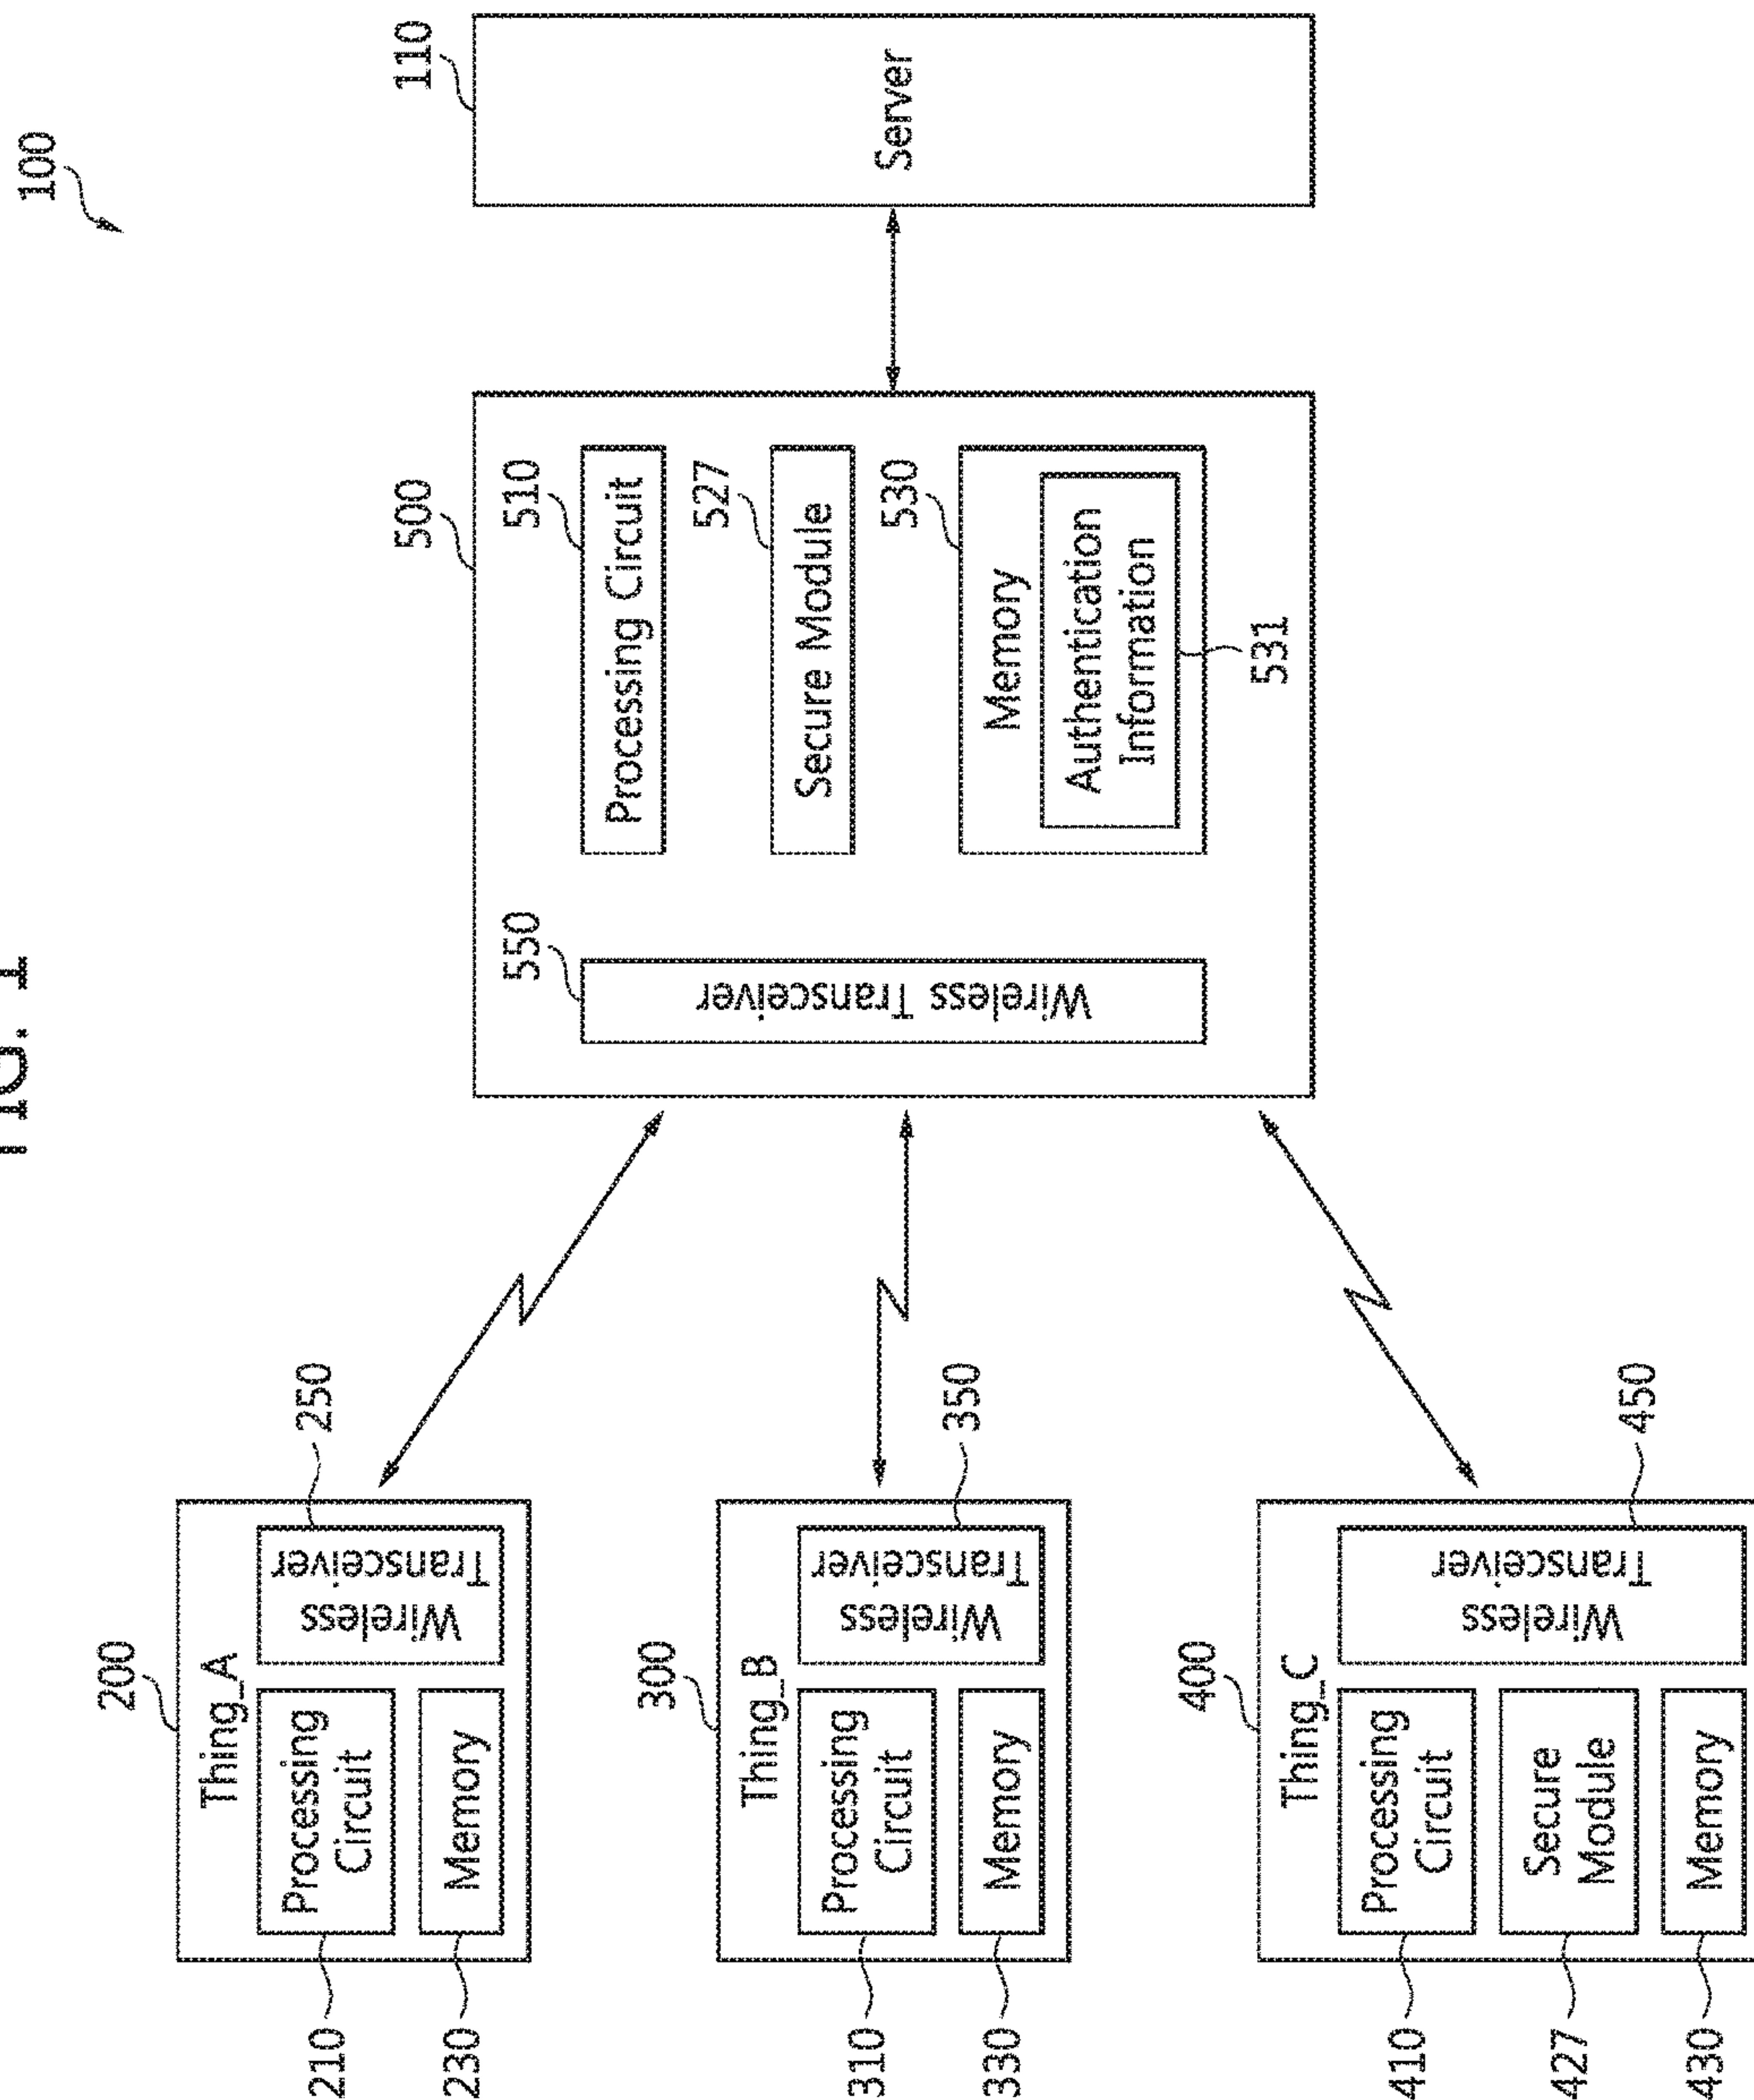 FIG. 1
100
200
Thing_A
210
Processing
Circuit
230
Memory
Wireless
Transceiver
250
300
Thing_B
310
Processing
Circuit
330
Memory
Wireless
Transceiver
350
400
Thing_C
410
Processing
Circuit
427
Secure
Module
430
Memory
Wireless
Transceiver
450
500
550
Wireless Transceiver
510
Processing Circuit
527
Secure Module
530
Memory
Authentication
Information
531
110
Server